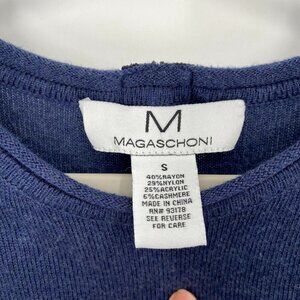 M
MAGASCHONI
S
40%RAYON
29%NYLON
25%ACRYLIC
6%CASHMERE
MADE IN CHINA
RN# 93178
SEE REVERSE
FOR CARE